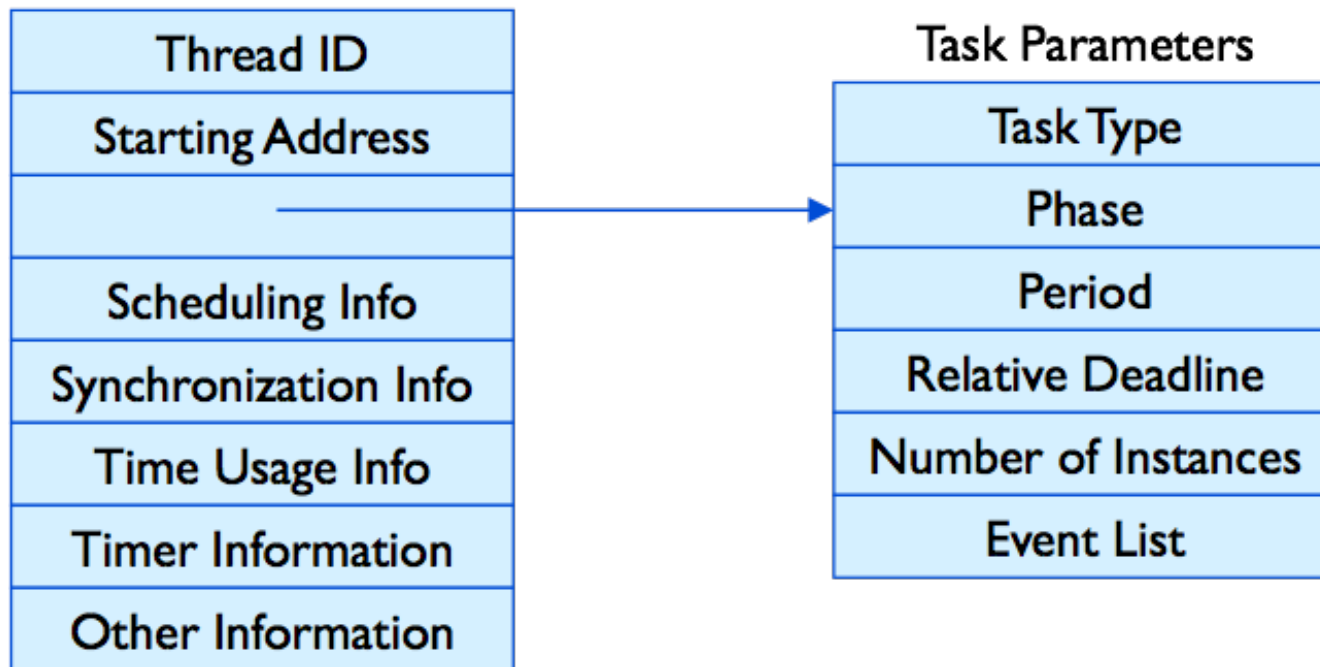 Thread ID
Starting Address
Scheduling Info
Synchronization Info
Time Usage Info
Timer Information
Other Information
Task Parameters
Task Type
Phase
Period
Relative Deadline
Number of Instances
Event List